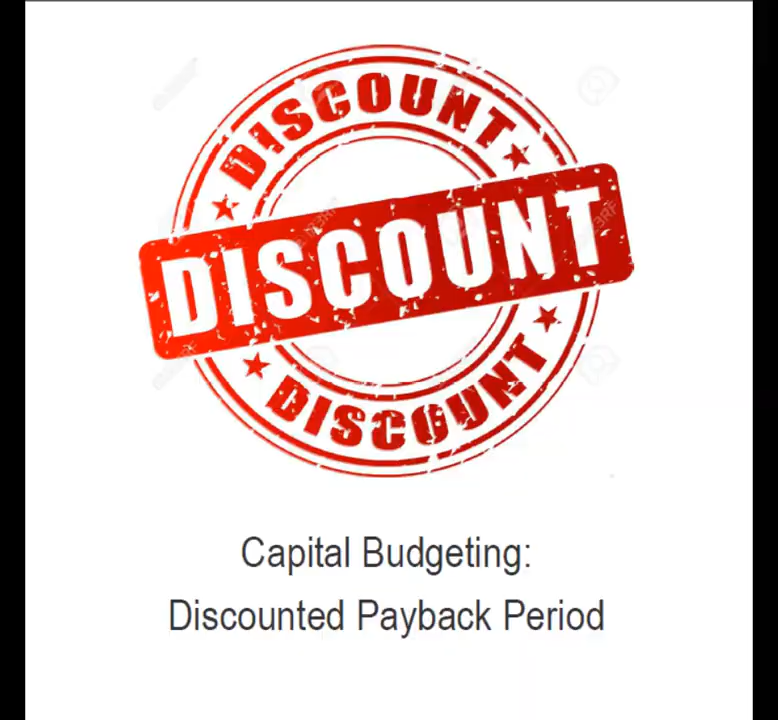 DISCOUNT
DISCOUNT
DISCOUNT
Capital Budgeting:
Discounted Payback Period